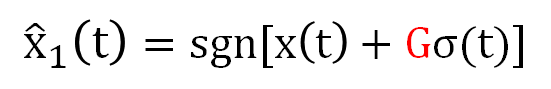 x̂₁(t) = sgn[x(t) + Gσ(t)]